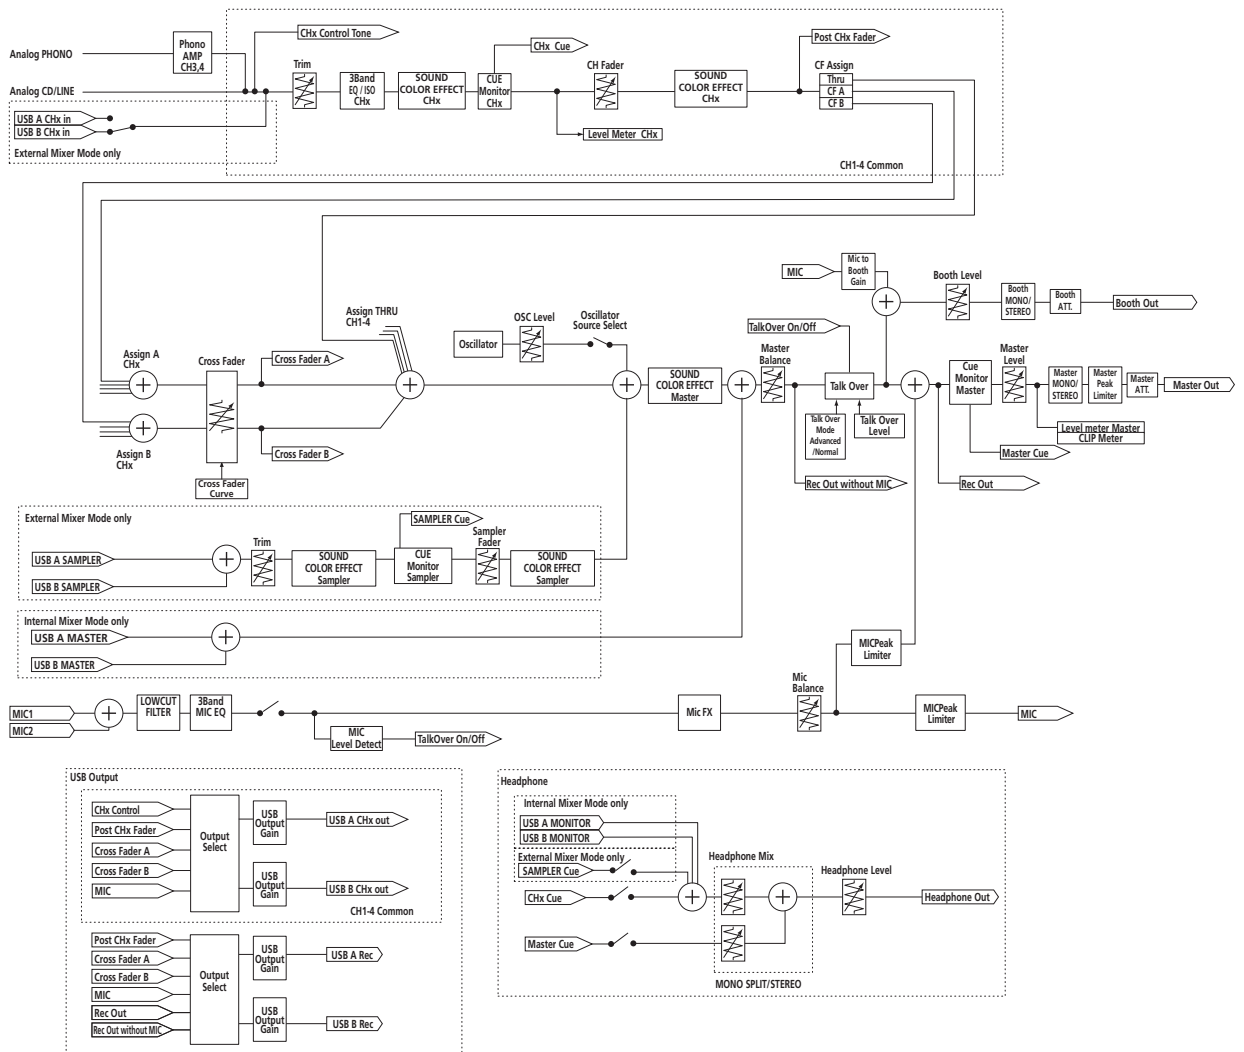 CHx Control Tone
Analog PHONO
Phono
AMP
CH3,4
CHx Cue
Post CHx Fader
Trim
CH Fader
CF Assign
Analog CD/LINE
3Band
EQ / ISO
CHx
SOUND
COLOR EFFECT
CHx
CUE
Monitor
CHx
SOUND
COLOR EFFECT
CHx
Thru
CF A
CF B
USB A CHx in
USB B CHx in
External Mixer Mode only
Level Meter CHx
CH1-4 Common
MIC
Mic to
Booth
Gain
Booth Level
Booth
MONO/
STEREO
Booth
ATT.
Booth Out
Assign THRU
CH1-4
OSC Level
Oscillator
Source Select
TalkOver On/Off
Oscillator
Assign A
CHx
Cross Fader
Cross Fader A
Master
Balance
Master
Level
SOUND
COLOR EFFECT
Master
Talk Over
Cue
Monitor
Master
Master
MONO/
STEREO
Master
Peak
Limiter
Master
ATT.
Master Out
Talk Over
Mode
Advanced
/Normal
Talk Over
Level
Level meter Master
CLIP Meter
Assign B
CHx
Cross Fader B
Master Cue
Cross Fader
Curve
Rec Out without MIC
Rec Out
External Mixer Mode only
SAMPLER Cue
Trim
Sampler
Fader
USB A SAMPLER
USB B SAMPLER
SOUND
COLOR EFFECT
Sampler
CUE
Monitor
Sampler
SOUND
COLOR EFFECT
Sampler
Internal Mixer Mode only
USB A MASTER
USB B MASTER
MICPeak
Limiter
Mic
Balance
MIC1
MIC2
LOWCUT
FILTER
3Band
MIC EQ
Mic FX
MICPeak
Limiter
MIC
MIC
Level Detect
TalkOver On/Off
USB Output
CHx Control
Post CHx Fader
Cross Fader A
Cross Fader B
MIC
Output
Select
USB
Output
Gain
USB A CHx out
USB
Output
Gain
USB B CHx out
CH1-4 Common
Post CHx Fader
Cross Fader A
Cross Fader B
MIC
Rec Out
Rec Out without MIC
Output
Select
USB
Output
Gain
USB A Rec
USB
Output
Gain
USB B Rec
Headphone
Internal Mixer Mode only
USB A MONITOR
USB B MONITOR
External Mixer Mode only
SAMPLER Cue
Headphone Mix
Headphone Level
CHx Cue
Headphone Out
Master Cue
MONO SPLIT/STEREO